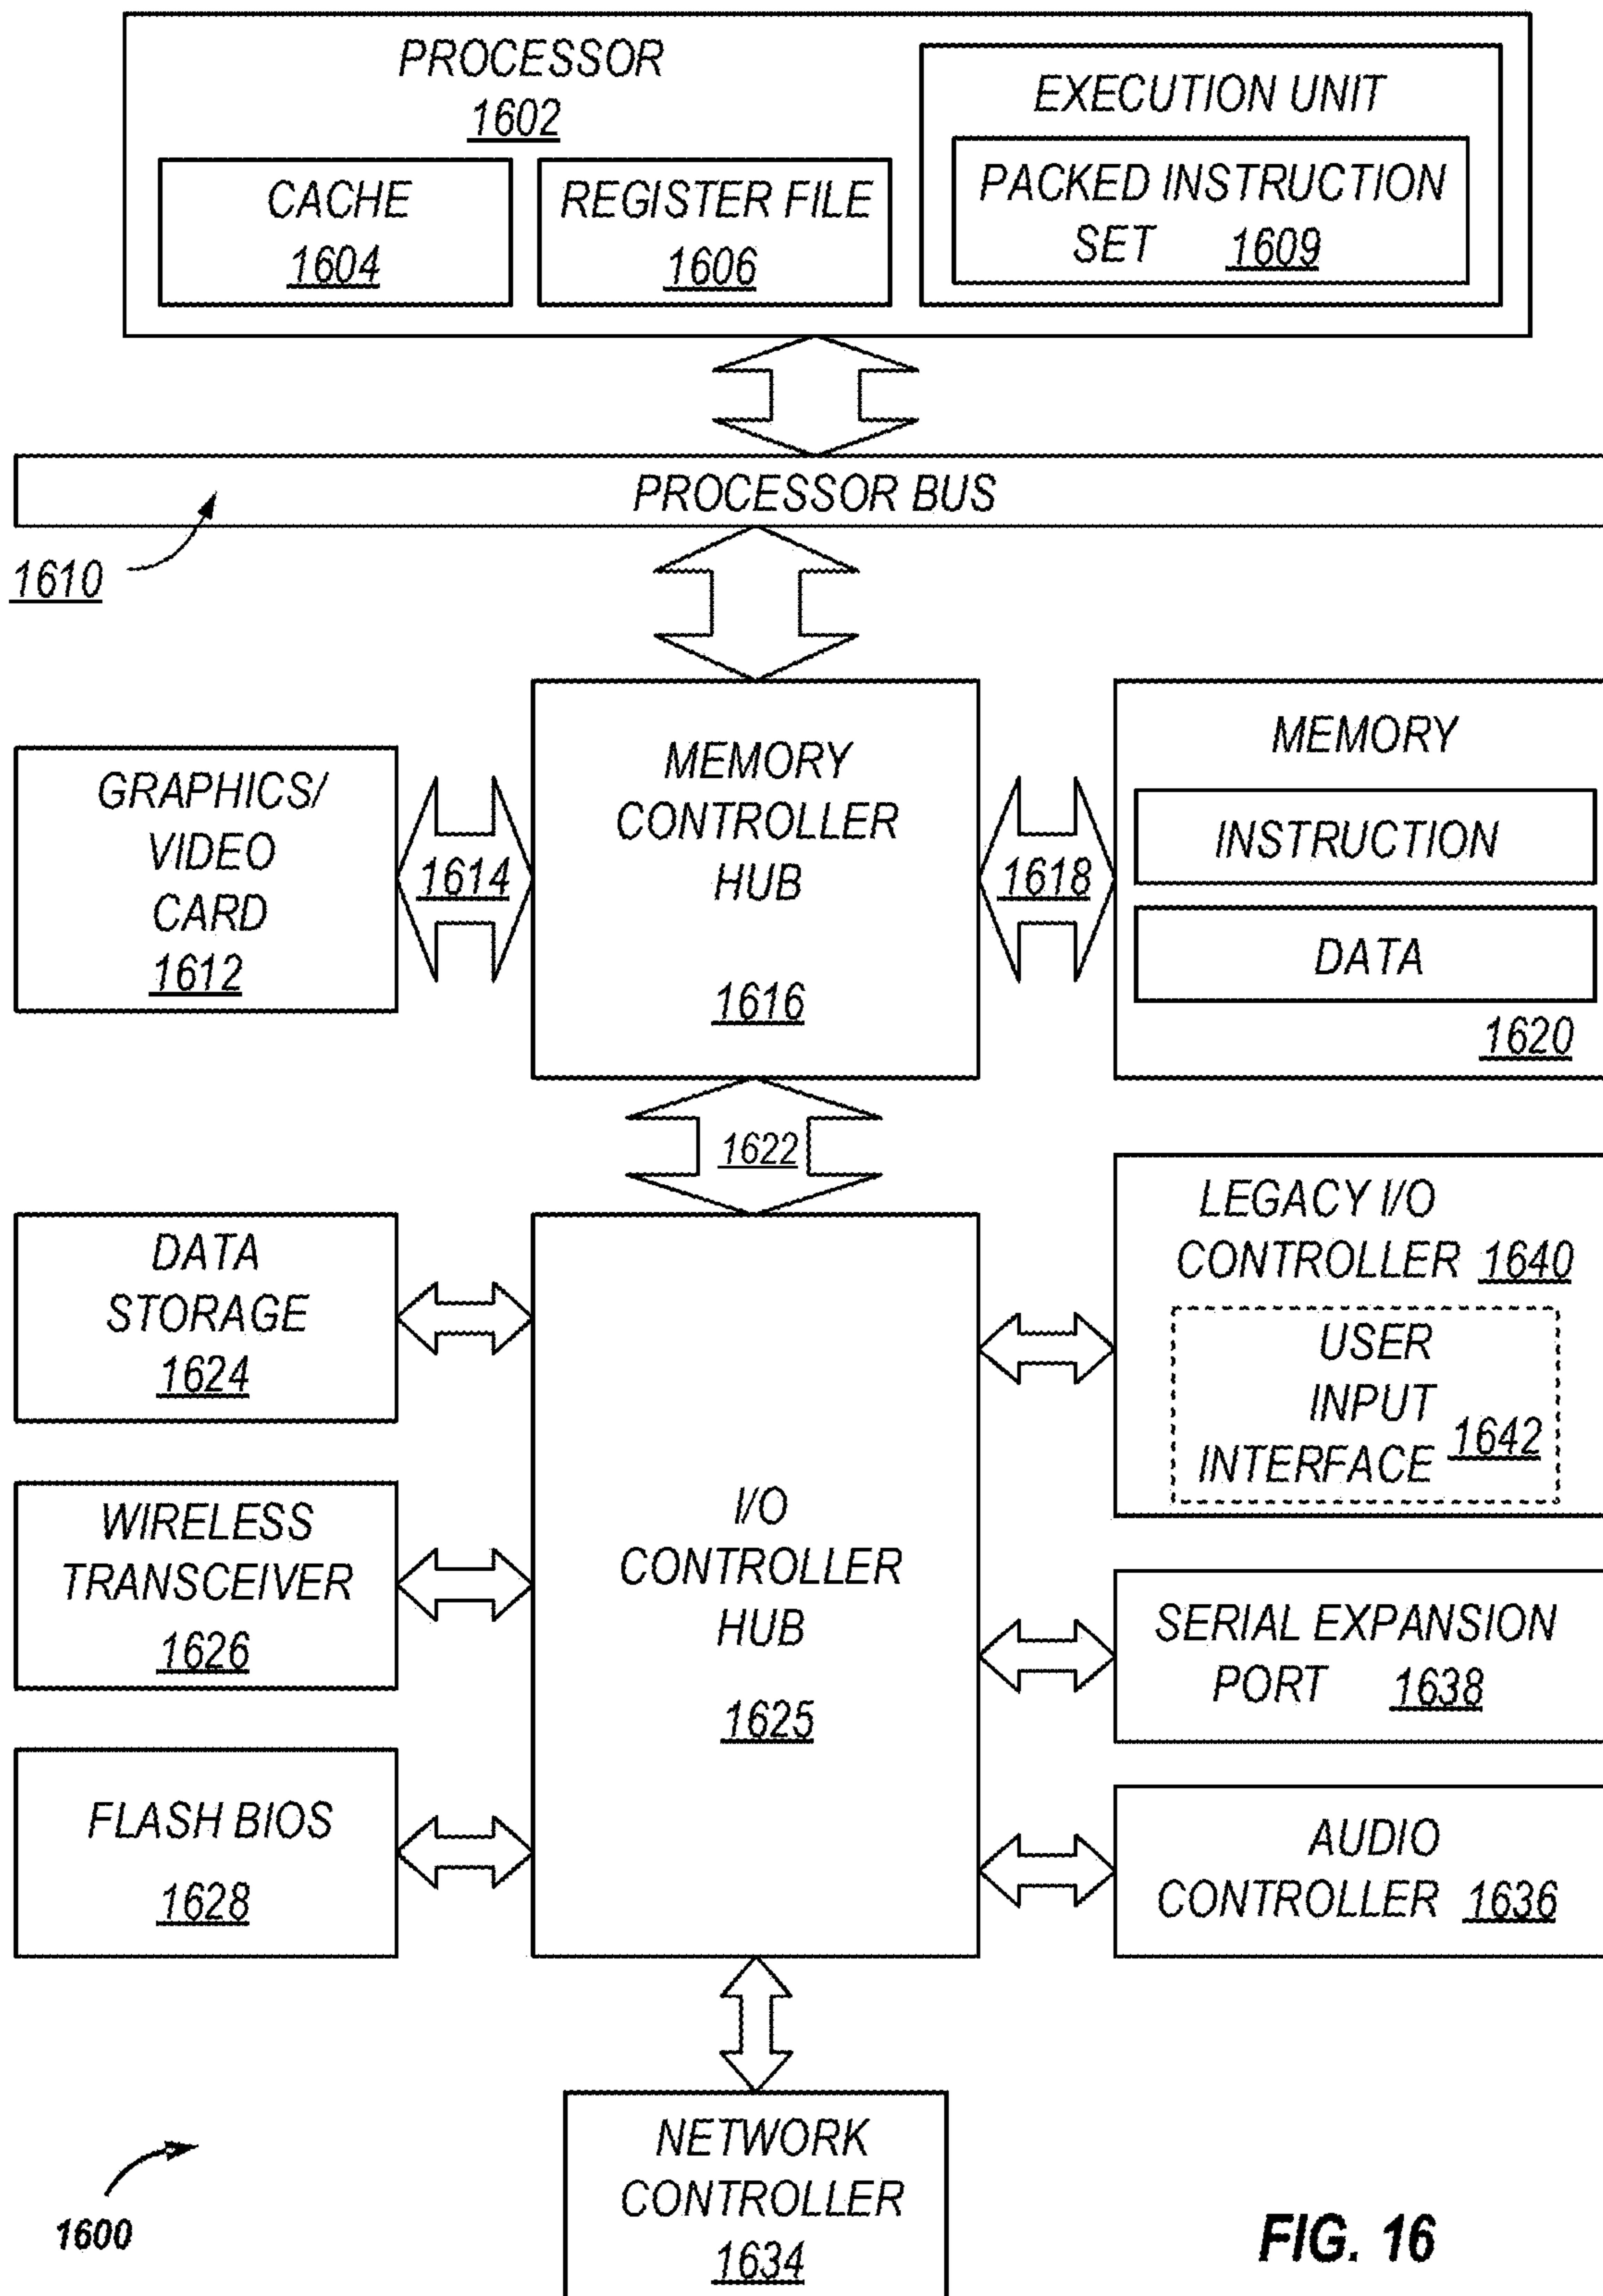 PROCESSOR
1602
CACHE
1604
REGISTER FILE
1606
EXECUTION UNIT
PACKED INSTRUCTION
SET 1609
PROCESSOR BUS
1610
GRAPHICS/
VIDEO
CARD
1612
1614
MEMORY
CONTROLLER
HUB
1616
1618
MEMORY
INSTRUCTION
DATA
1620
1622
DATA
STORAGE
1624
WIRELESS
TRANSCEIVER
1626
FLASH BIOS
1628
I/O
CONTROLLER
HUB
1625
LEGACY I/O
CONTROLLER 1640
USER
INPUT
INTERFACE 1642
SERIAL EXPANSION
PORT 1638
AUDIO
CONTROLLER 1636
NETWORK
CONTROLLER
1634
1600
FIG. 16